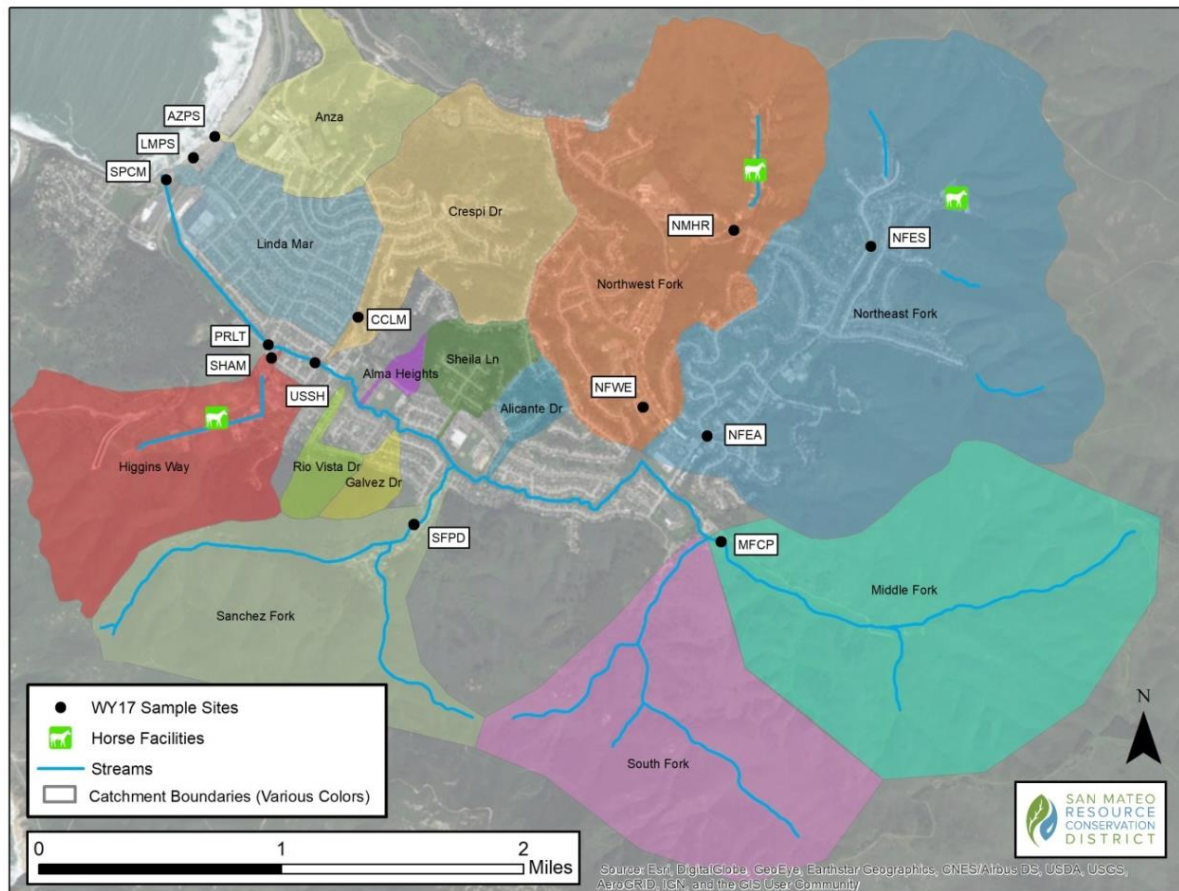 AZPS
Anza
LMPS
SPCM
Crespi Dr
Linda Mar
NMHR
NFES
Northwest Fork
Northeast Fork
CCLM
PRLT
SHAM
USSH
Alma Heights
Sheila Ln
Alicante Dr
NFWE
NFEA
Higgins Way
Rio Vista Dr
Galvez Dr
SFPD
MFCP
Sanchez Fork
Middle Fork
South Fork
WY17 Sample Sites
Horse Facilities
Streams
Catchment Boundaries (Various Colors)
N
SAN MATEO
RESOURCE
CONSERVATION
DISTRICT
0 1 2
Miles
Source: Esri, DigitalGlobe, GeoEye, Earthstar Geographics, CNES/Airbus DS, USDA, USGS,
AeroGRID, IGN, and the GIS User Community